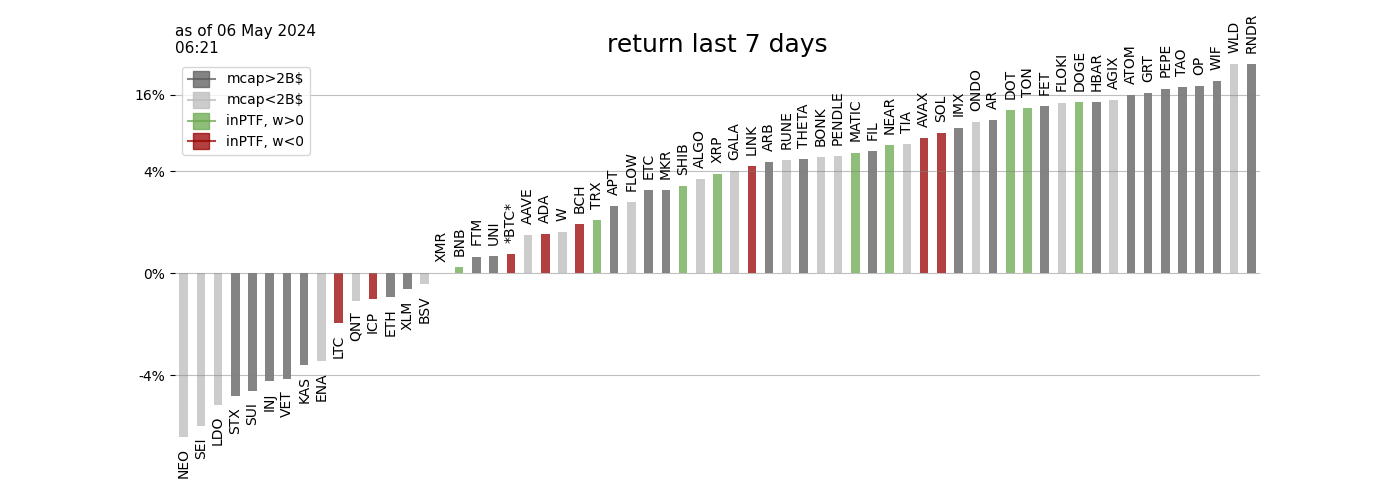 as of 06 May 2024
06:21
return last 7 days
mcap>2B$
mcap<2B$
inPTF, w>0
inPTF, w<0
16%
4%
0%
-4%
NEO
SEI
LDO
STX
SUI
INJ
VET
KAS
ENA
LTC
QNT
ICP
ETH
XLM
BSV
XMR
BNB
FTM
UNI
*BTC*
AAVE
ADA
W
BCH
TRX
APT
FLOW
ETC
MKR
SHIB
ALGO
XRP
GALA
LINK
ARB
RUNE
THETA
BONK
PENDLE
MATIC
FIL
NEAR
TIA
AVAX
SOL
IMX
ONDO
AR
DOT
TON
FET
FLOKI
DOGE
HBAR
AGIX
ATOM
GRT
PEPE
TAO
OP
WIF
WLD
RNDR